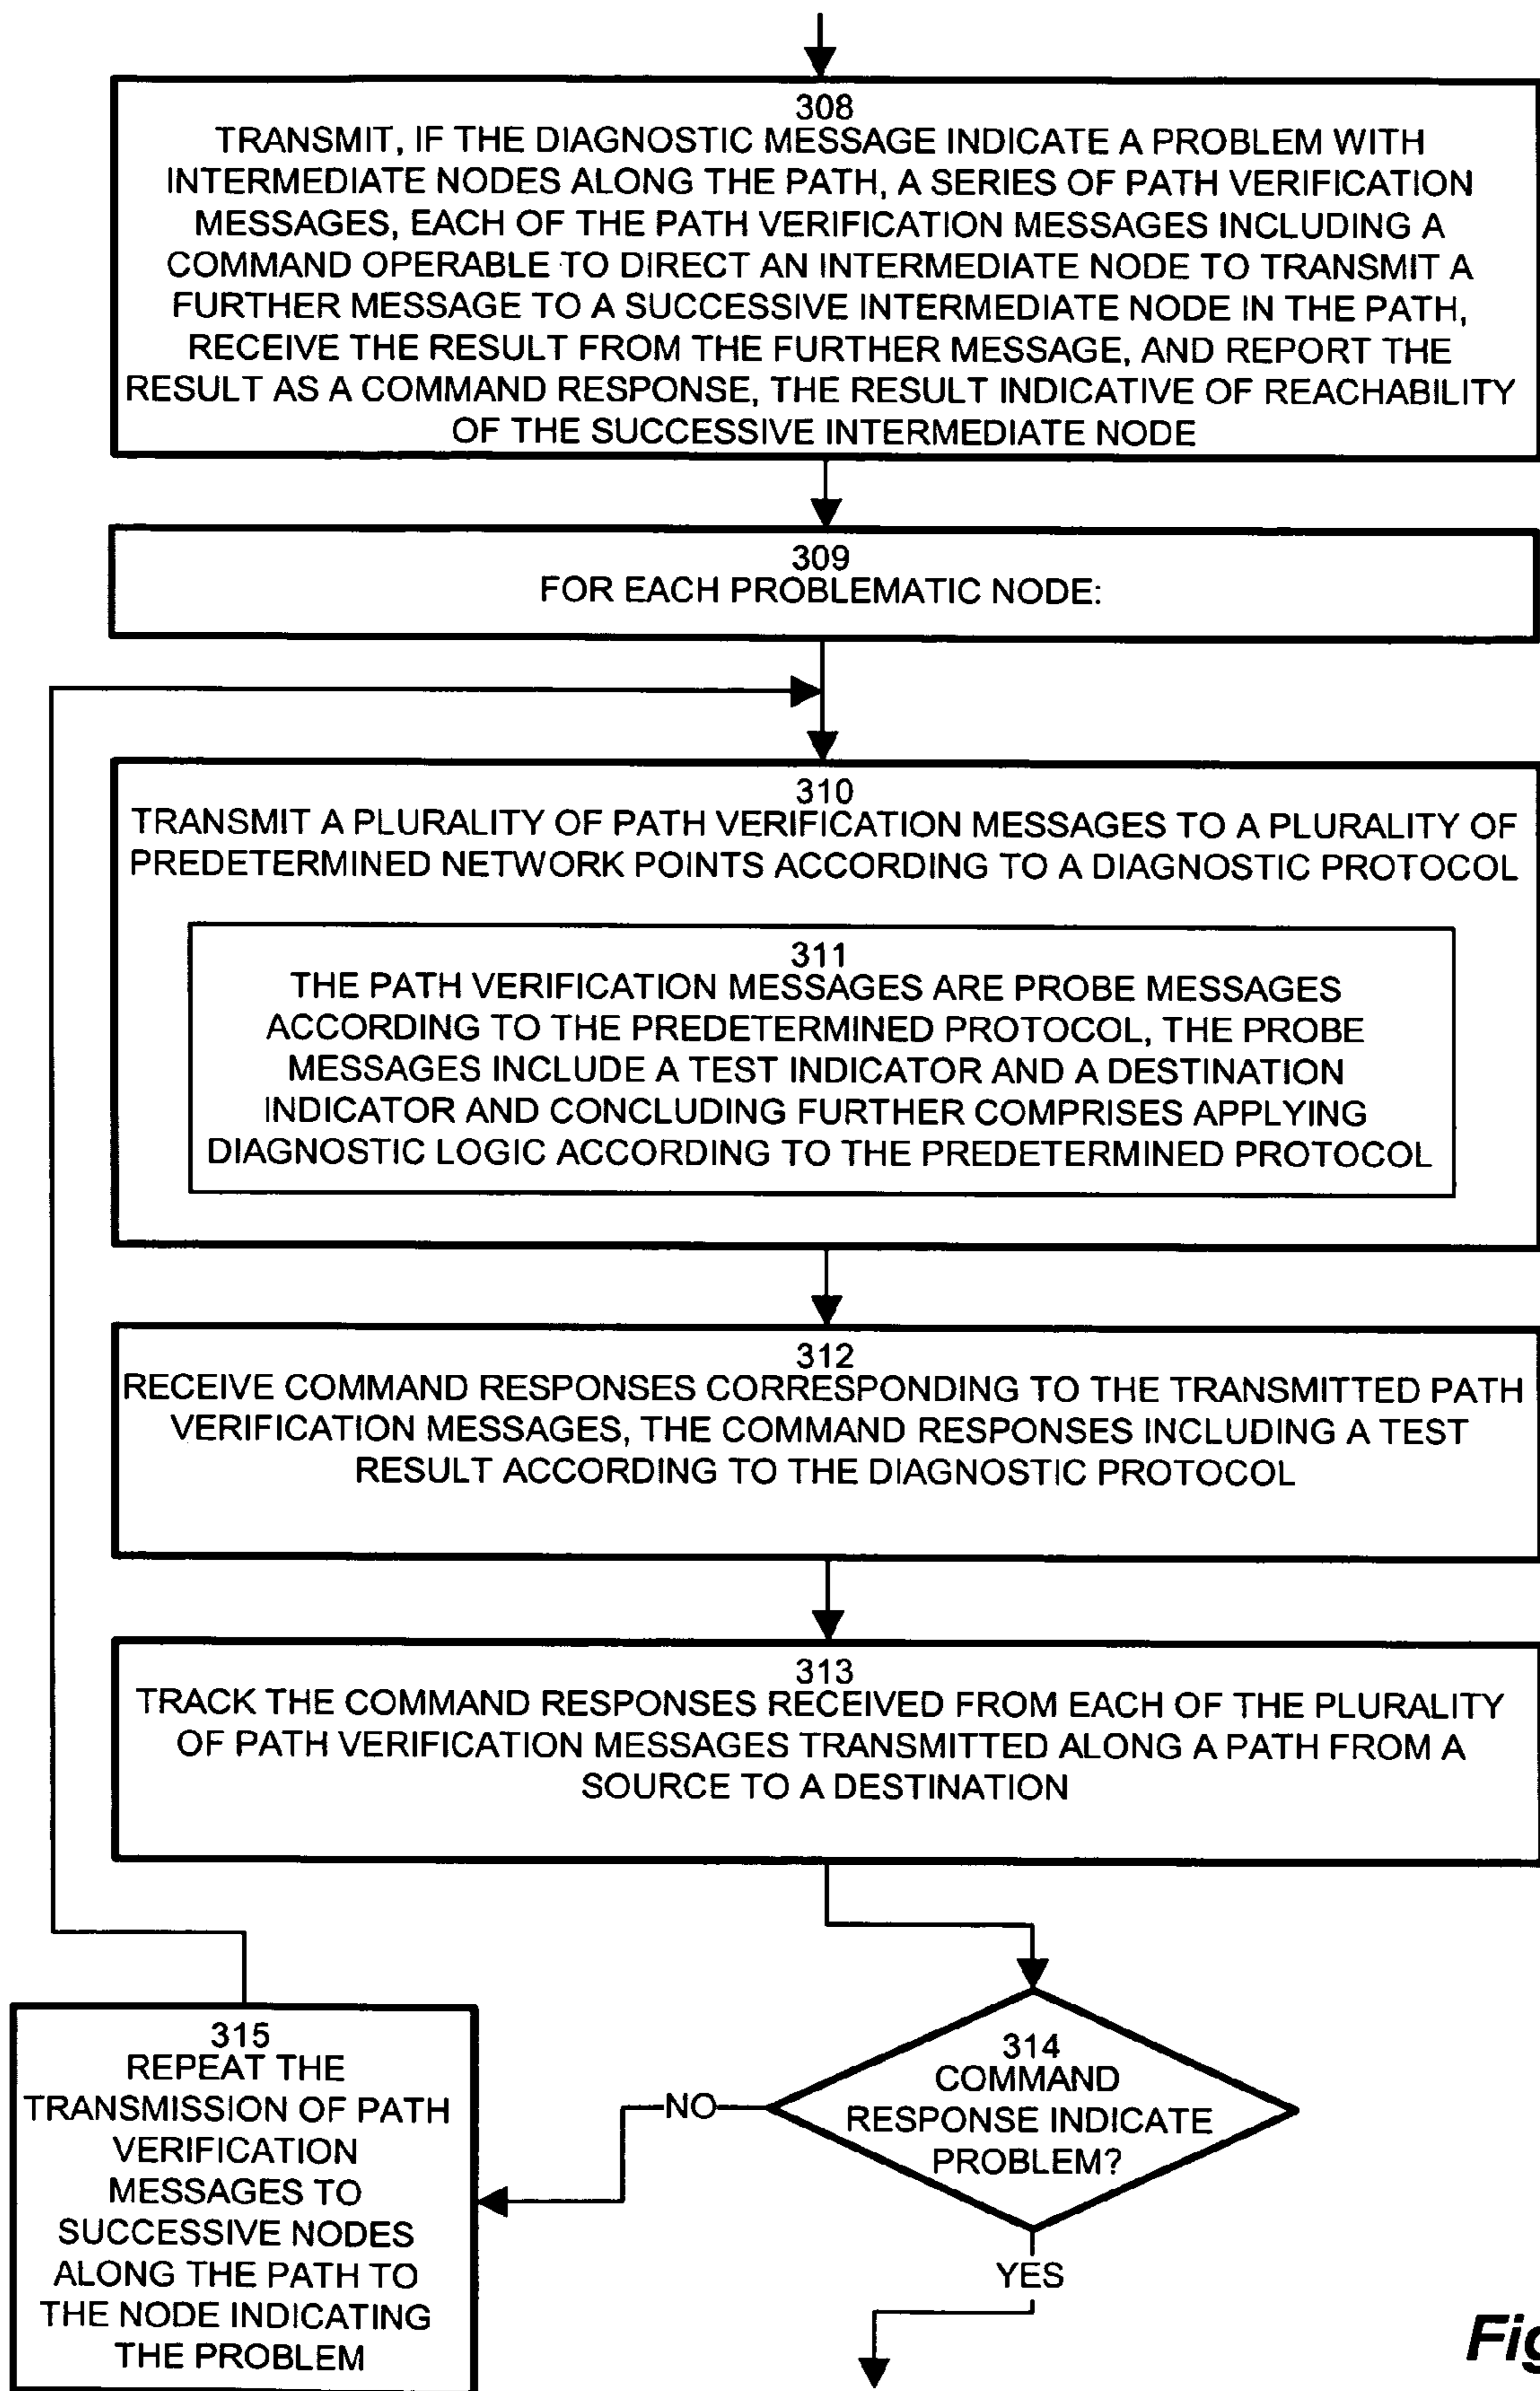 308
TRANSMIT, IF THE DIAGNOSTIC MESSAGE INDICATE A PROBLEM WITH
INTERMEDIATE NODES ALONG THE PATH, A SERIES OF PATH VERIFICATION
MESSAGES, EACH OF THE PATH VERIFICATION MESSAGES INCLUDING A
COMMAND OPERABLE TO DIRECT AN INTERMEDIATE NODE TO TRANSMIT A
FURTHER MESSAGE TO A SUCCESSIVE INTERMEDIATE NODE IN THE PATH,
RECEIVE THE RESULT FROM THE FURTHER MESSAGE, AND REPORT THE
RESULT AS A COMMAND RESPONSE, THE RESULT INDICATIVE OF REACHABILITY
OF THE SUCCESSIVE INTERMEDIATE NODE
309
FOR EACH PROBLEMATIC NODE:
310
TRANSMIT A PLURALITY OF PATH VERIFICATION MESSAGES TO A PLURALITY OF
PREDETERMINED NETWORK POINTS ACCORDING TO A DIAGNOSTIC PROTOCOL
311
THE PATH VERIFICATION MESSAGES ARE PROBE MESSAGES
ACCORDING TO THE PREDETERMINED PROTOCOL, THE PROBE
MESSAGES INCLUDE A TEST INDICATOR AND A DESTINATION
INDICATOR AND CONCLUDING FURTHER COMPRISES APPLYING
DIAGNOSTIC LOGIC ACCORDING TO THE PREDETERMINED PROTOCOL
312
RECEIVE COMMAND RESPONSES CORRESPONDING TO THE TRANSMITTED PATH
VERIFICATION MESSAGES, THE COMMAND RESPONSES INCLUDING A TEST
RESULT ACCORDING TO THE DIAGNOSTIC PROTOCOL
313
TRACK THE COMMAND RESPONSES RECEIVED FROM EACH OF THE PLURALITY
OF PATH VERIFICATION MESSAGES TRANSMITTED ALONG A PATH FROM A
SOURCE TO A DESTINATION
314
COMMAND
RESPONSE INDICATE
PROBLEM?
NO
YES
315
REPEAT THE
TRANSMISSION OF PATH
VERIFICATION
MESSAGES TO
SUCCESSIVE NODES
ALONG THE PATH TO
THE NODE INDICATING
THE PROBLEM
Fig